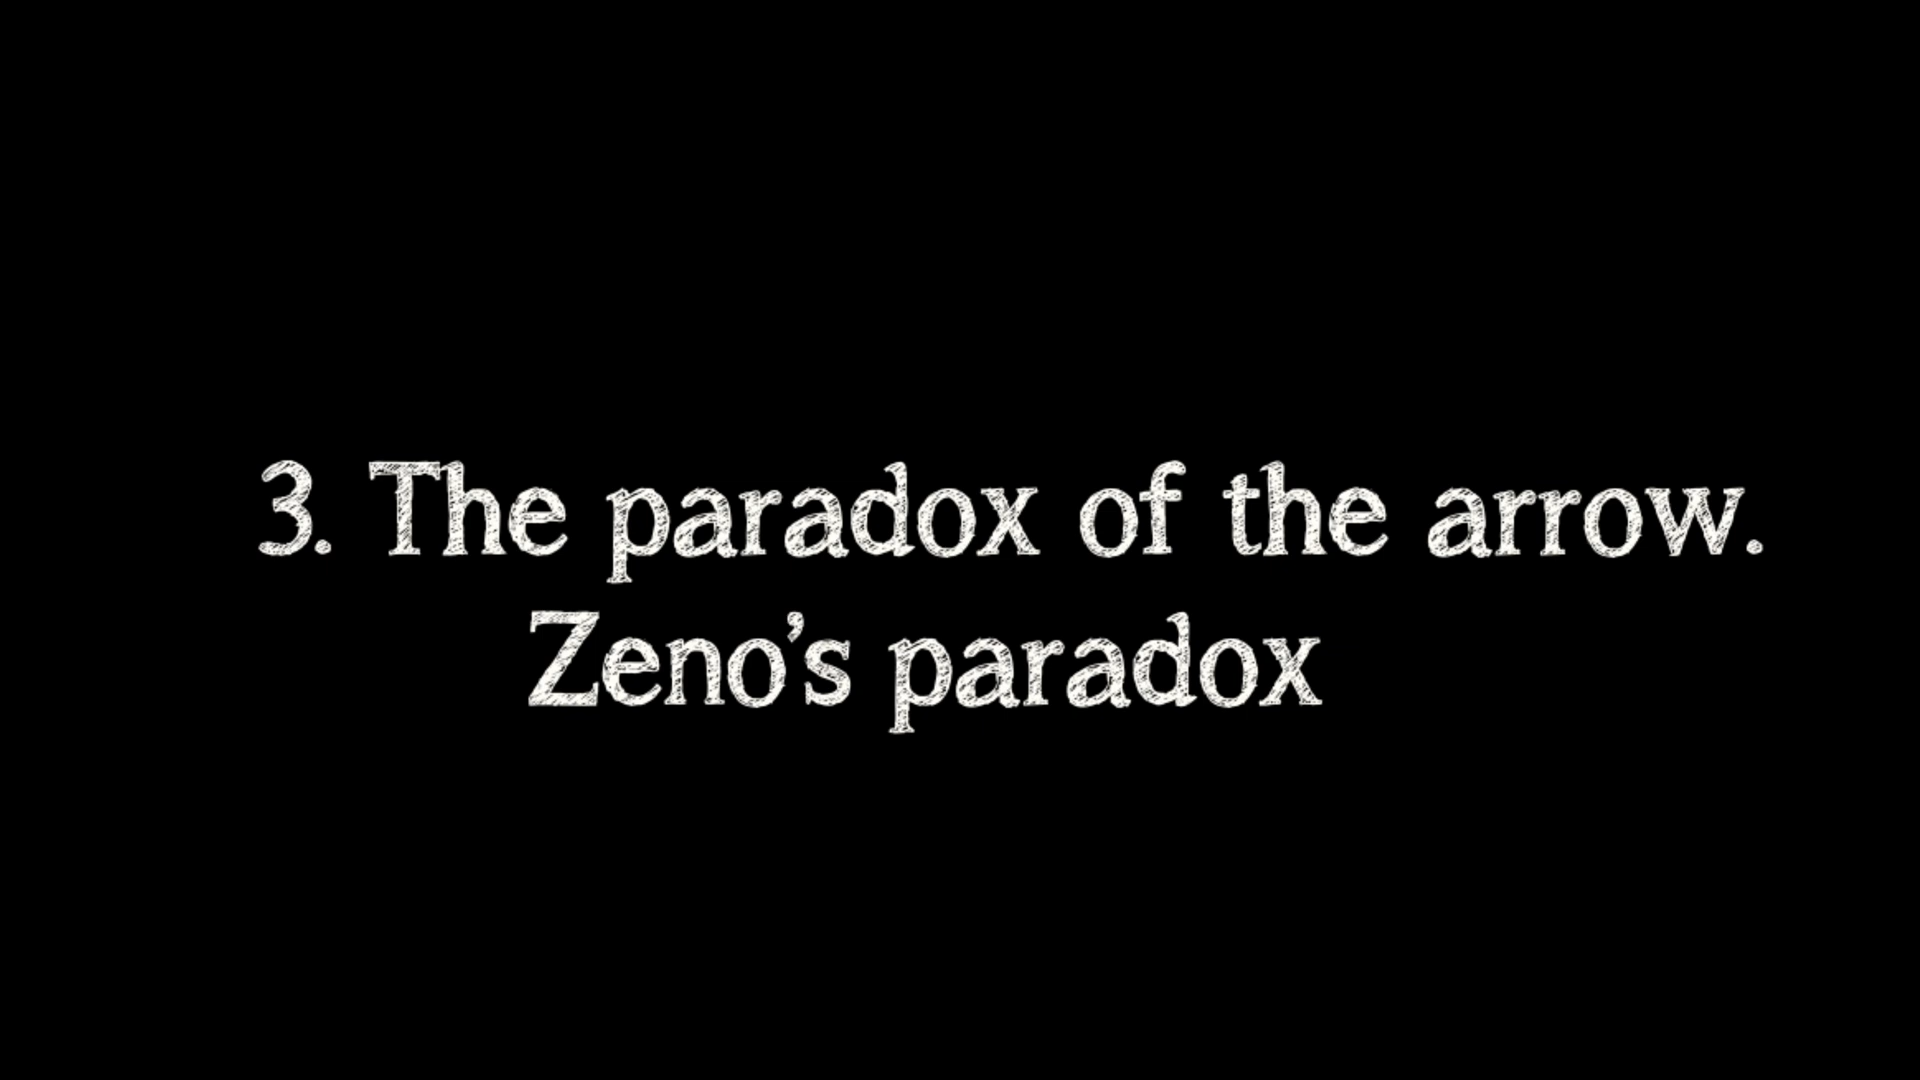 3. The paradox of the arrow.
Zeno’s paradox